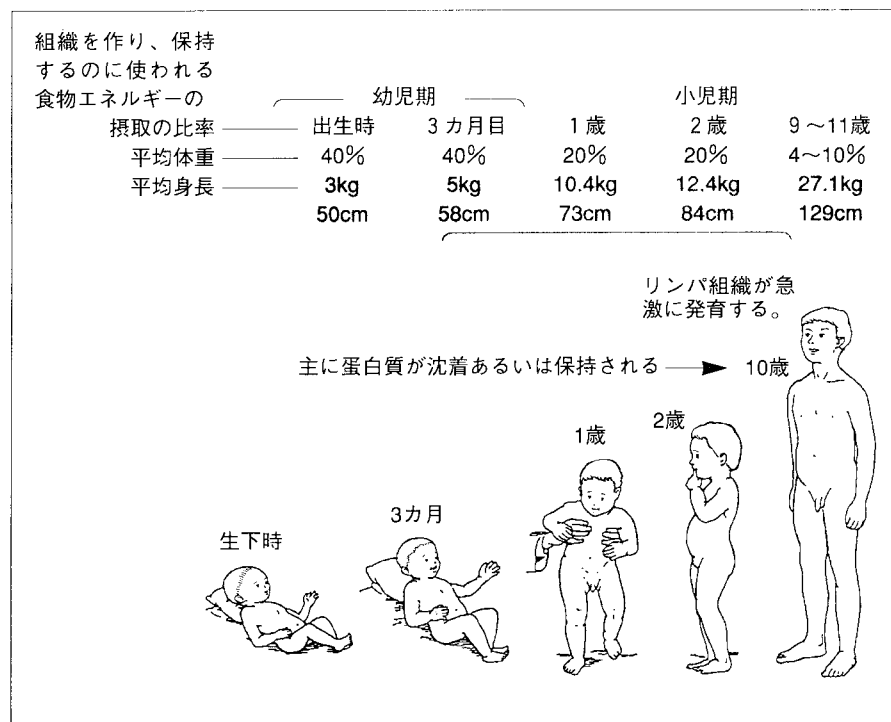 組織を作り、保持
するのに使われる
食物エネルギーの
幼児期 小児期
摂取の比率 出生時 3カ月目 1歳 2歳 9〜11歳
平均体重 40% 40% 20% 20% 4〜10%
平均身長 3kg 5kg 10.4kg 12.4kg 27.1kg
50cm 58cm 73cm 84cm 129cm
リンパ組織が急
激に発育する。
主に蛋白質が沈着あるいは保持される 10歳
1歳 2歳
3カ月
生下時